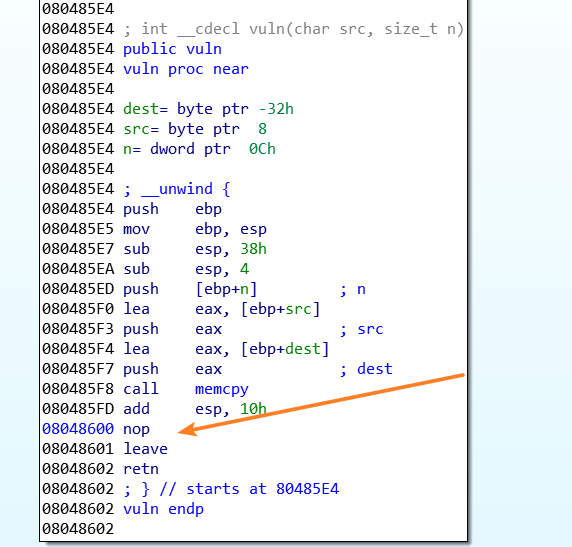 080485E4
080485E4 ; int __cdecl vuln(char src, size_t n)
080485E4 public vuln
080485E4 vuln proc near
080485E4
080485E4 dest= byte ptr -32h
080485E4 src= byte ptr  8
080485E4 n= dword ptr  0Ch
080485E4
080485E4 ; __unwind {
080485E4 push    ebp
080485E5 mov     ebp, esp
080485E7 sub     esp, 38h
080485EA sub     esp, 4
080485ED push    [ebp+n]         ; n
080485F0 lea     eax, [ebp+src]
080485F3 push    eax             ; src
080485F4 lea     eax, [ebp+dest]
080485F7 push    eax             ; dest
080485F8 call    memcpy
080485FD add     esp, 10h
08048600 nop
08048601 leave
08048602 retn
08048602 ; } // starts at 80485E4
08048602 vuln endp
08048602